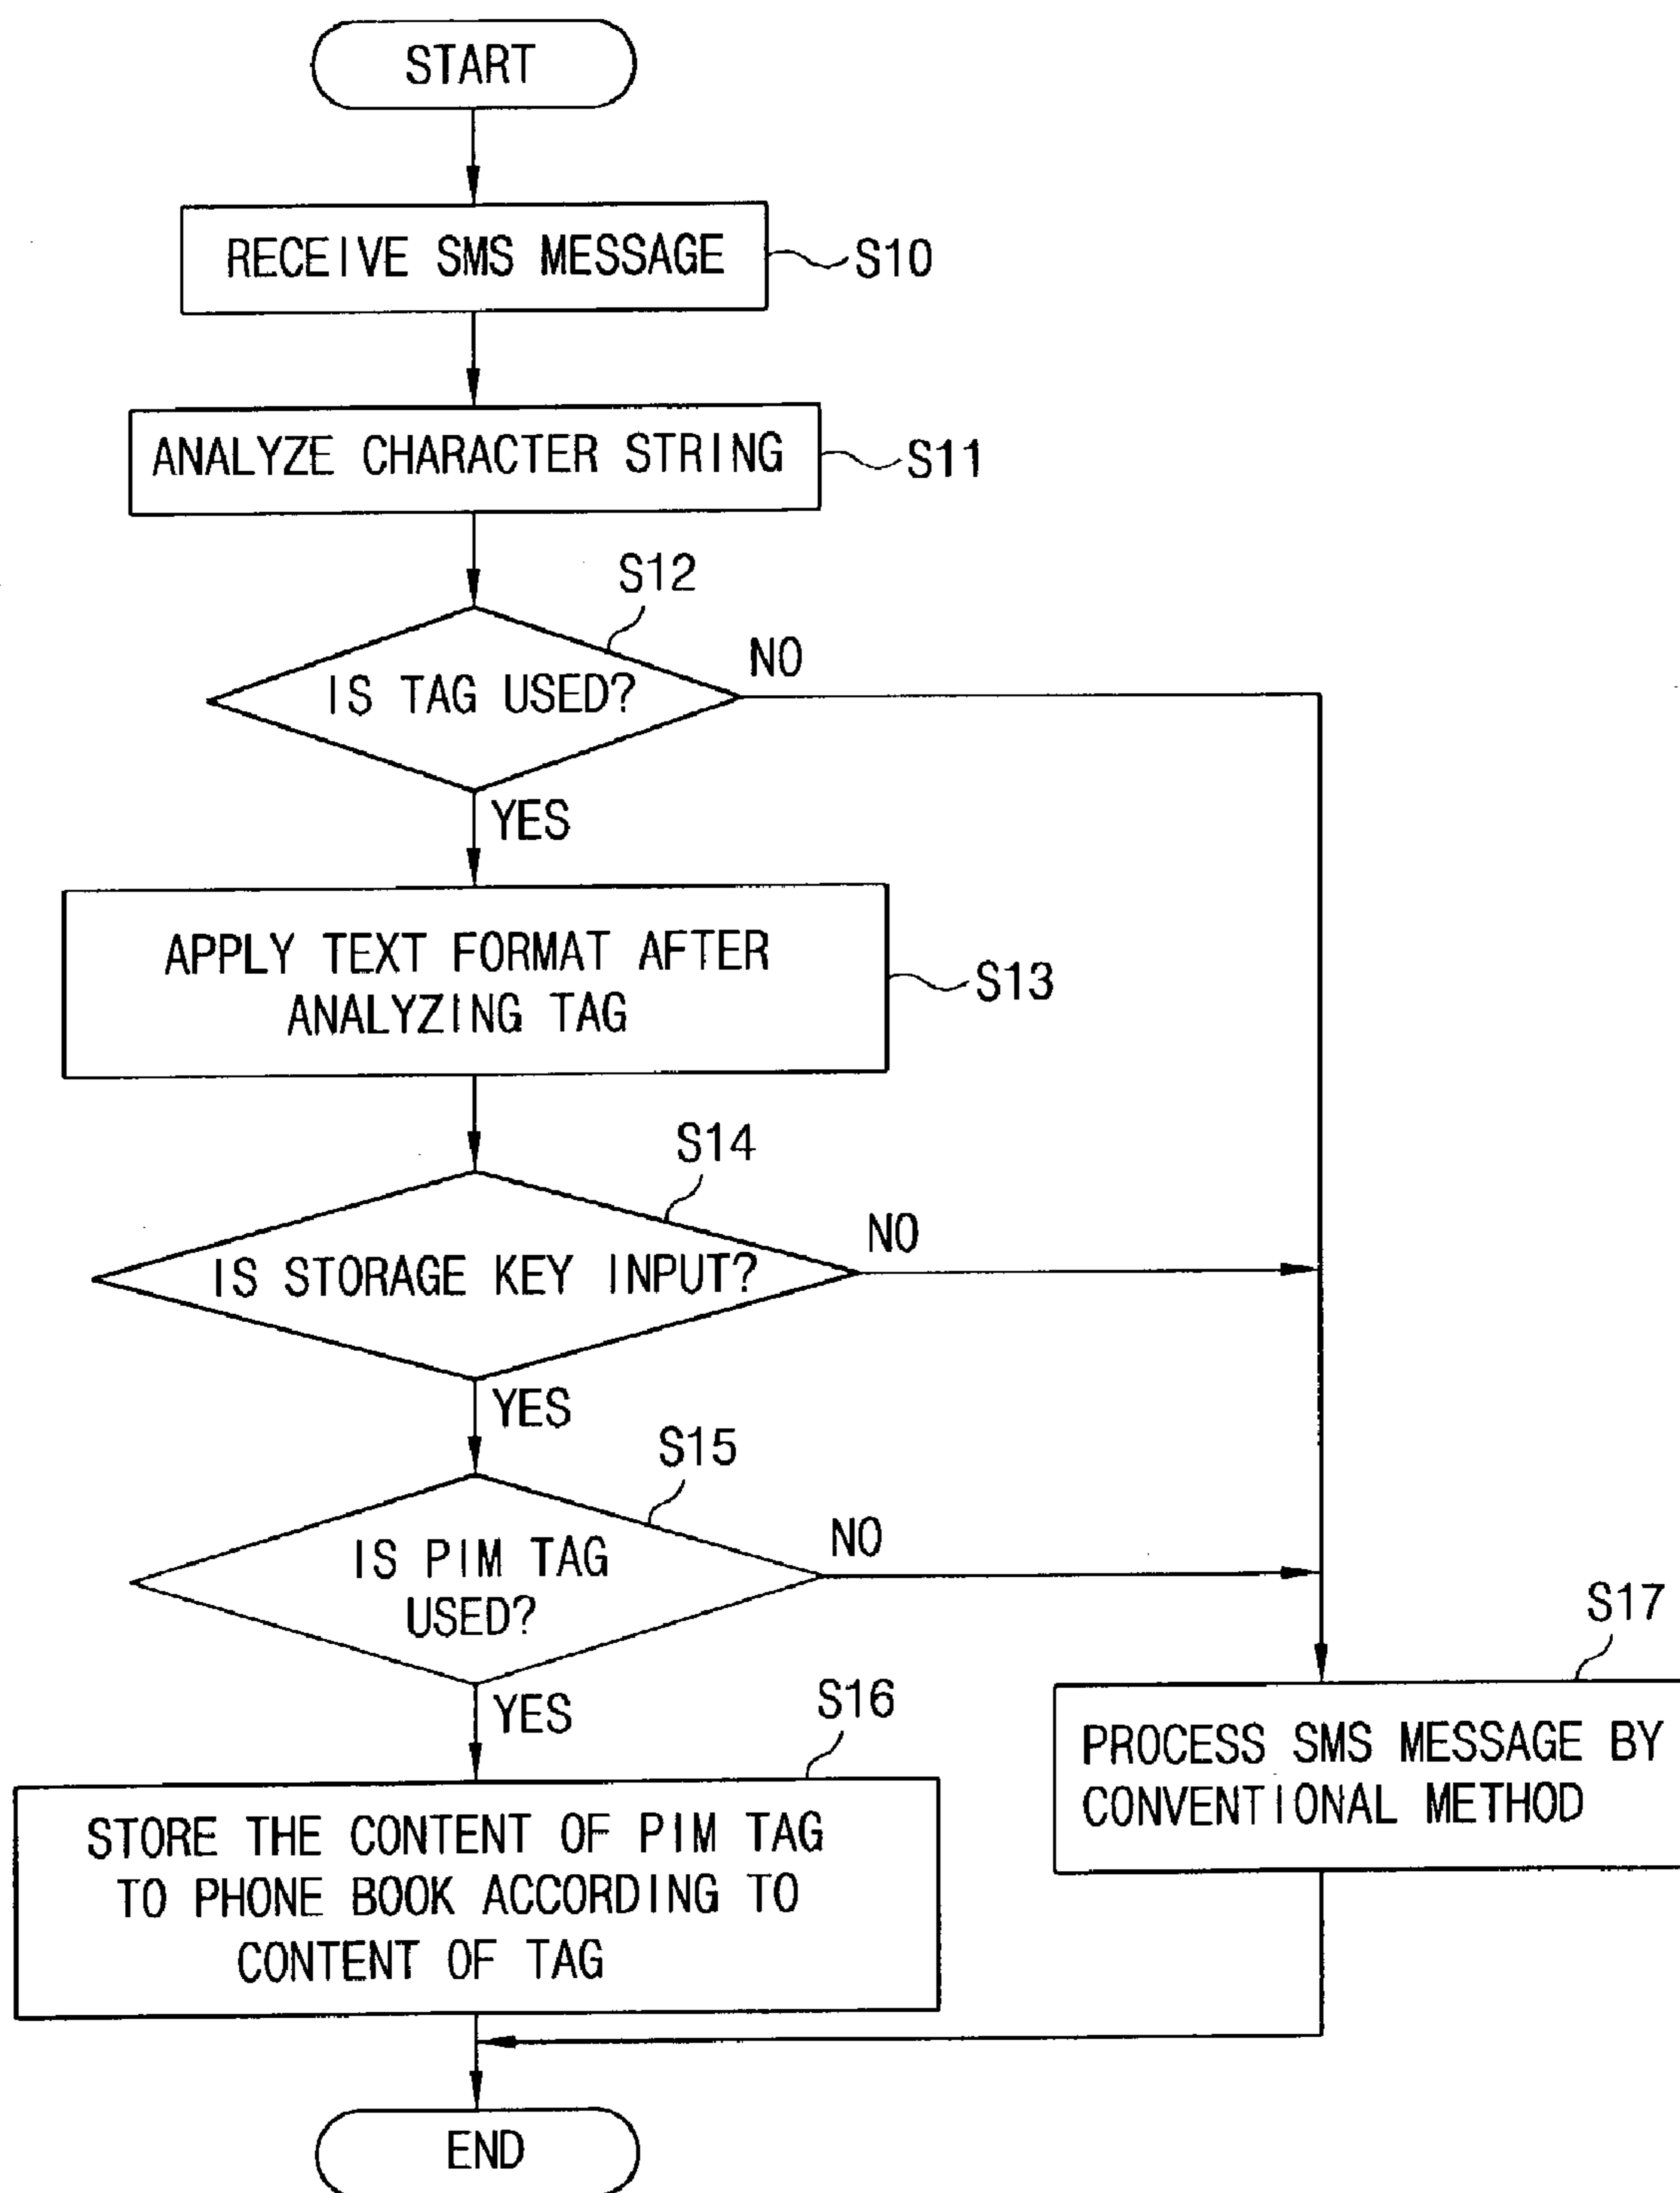 START
RECEIVE SMS MESSAGE
S10
ANALYZE CHARACTER STRING
S11
S12
IS TAG USED?
NO
YES
APPLY TEXT FORMAT AFTER
ANALYZING TAG
S13
S14
IS STORAGE KEY INPUT?
NO
YES
S15
IS PIM TAG
USED?
NO
YES
S16
STORE THE CONTENT OF PIM TAG
TO PHONE BOOK ACCORDING TO
CONTENT OF TAG
S17
PROCESS SMS MESSAGE BY
CONVENTIONAL METHOD
END